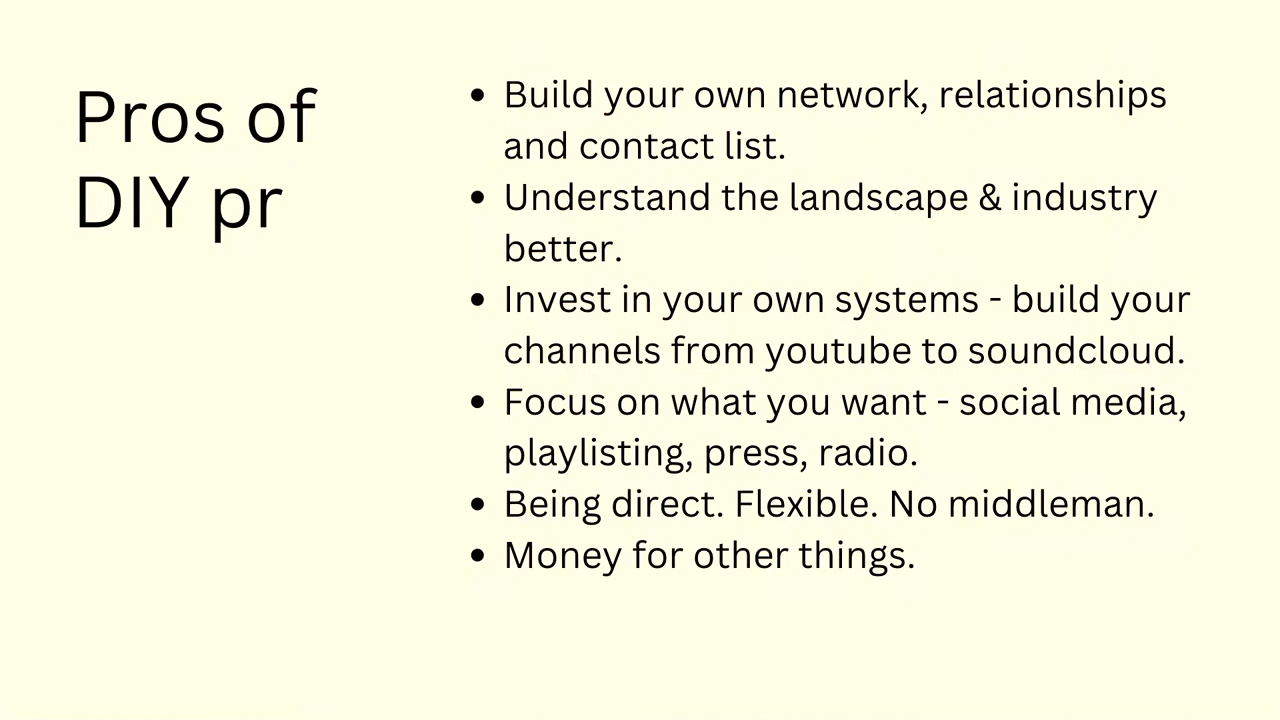 Pros of
DIY pr
• Build your own network, relationships
and contact list.
• Understand the landscape & industry
better.
• Invest in your own systems - build your
channels from youtube to soundcloud.
• Focus on what you want - social media,
playlisting, press, radio.
• Being direct. Flexible. No middleman.
• Money for other things.